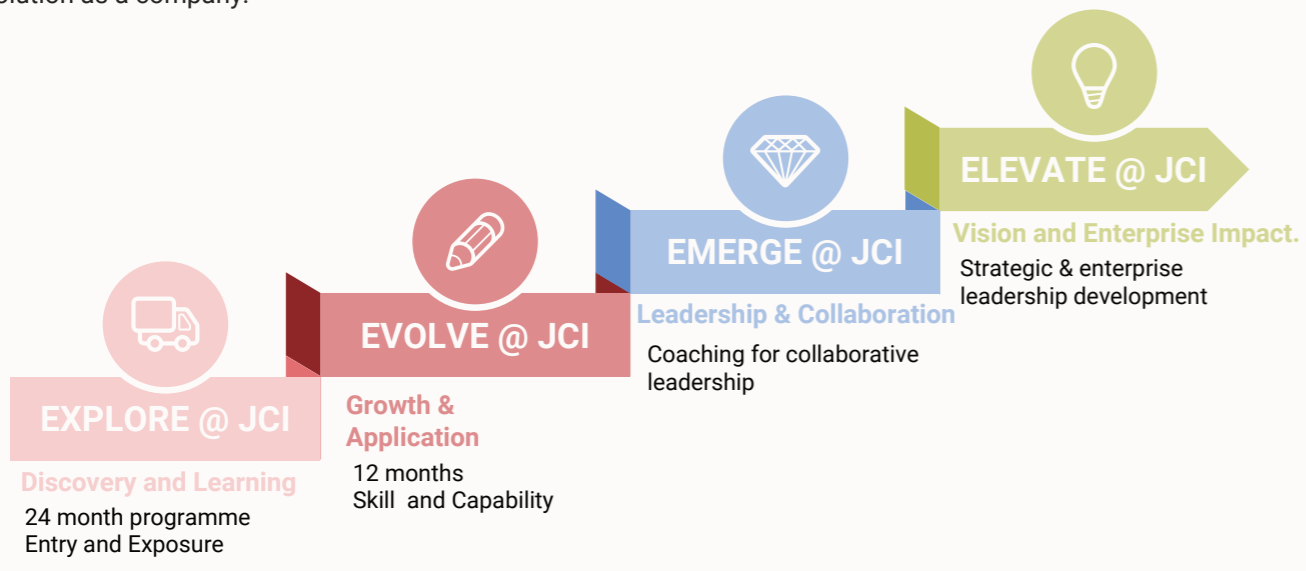 EXPLORE @ JCI
Discovery and Learning
24 month programme
Entry and Exposure
EVOLVE @ JCI
Growth &
Application
12 months
Skill and Capability
EMERGE @ JCI
Leadership & Collaboration
Coaching for collaborative
leadership
ELEVATE @ JCI
Vision and Enterprise Impact.
Strategic & enterprise
leadership development